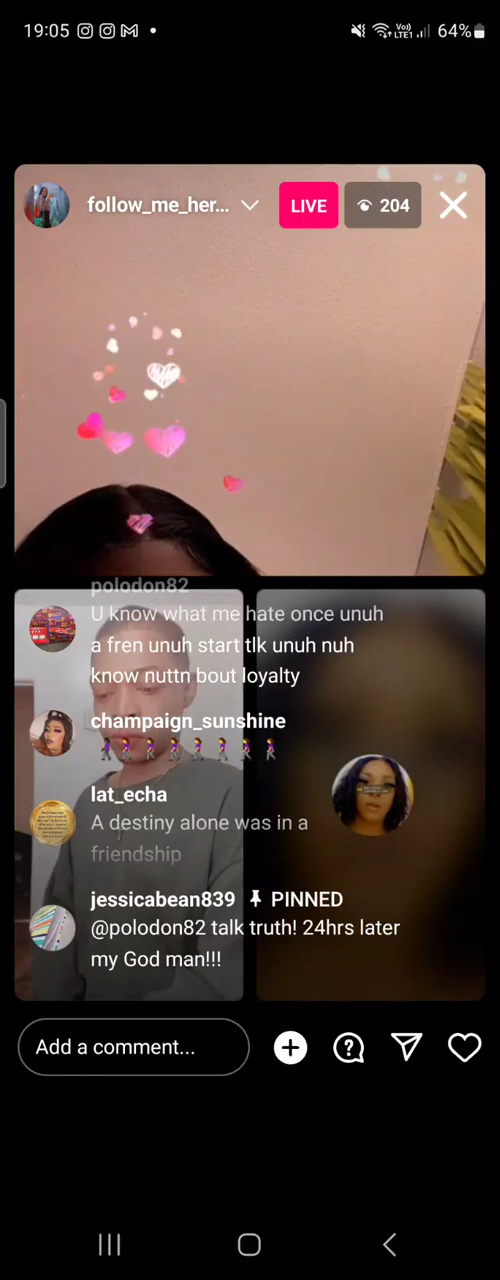 19:05
Vo))
LTE1
64%
follow_me_her...
LIVE
204
polodon82
U know what me hate once unuh
a fren unuh start tlk unuh nuh
know nuttn bout loyalty
champaign_sunshine
🚶‍♀️🚶‍♀️🚶‍♀️🚶‍♀️🚶‍♀️🚶‍♀️🚶‍♀️🚶‍♀️
lat_echa
A destiny alone was in a
friendship
jessicabean839 📌 PINNED
@polodon82 talk truth! 24hrs later
my God man!!!
Add a comment...